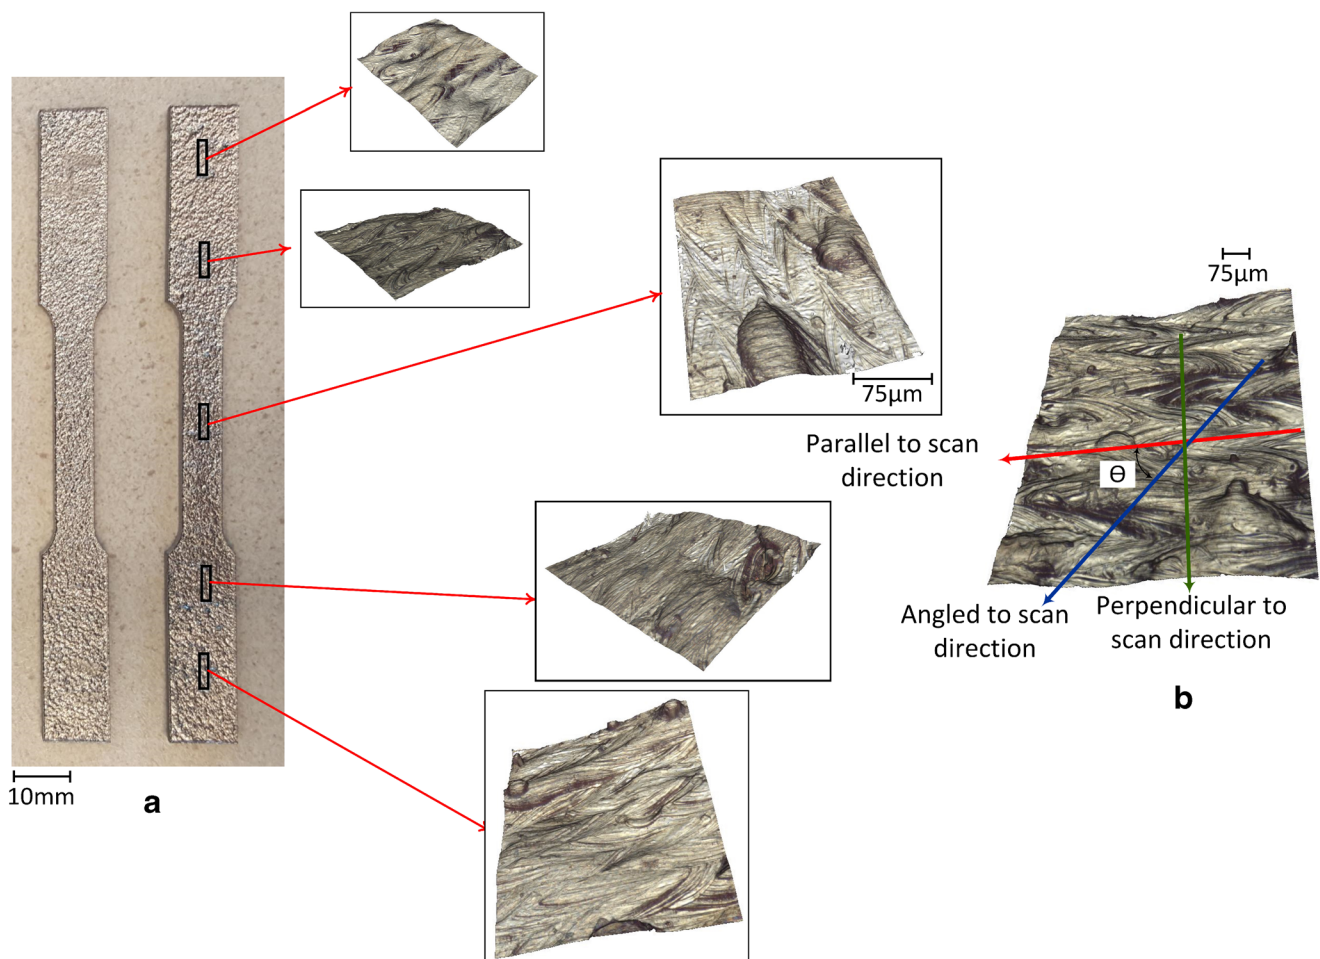 10mm
a
75μm
75μm
Parallel to scan
direction
Ɵ
Angled to scan
direction
Perpendicular to
scan direction
b